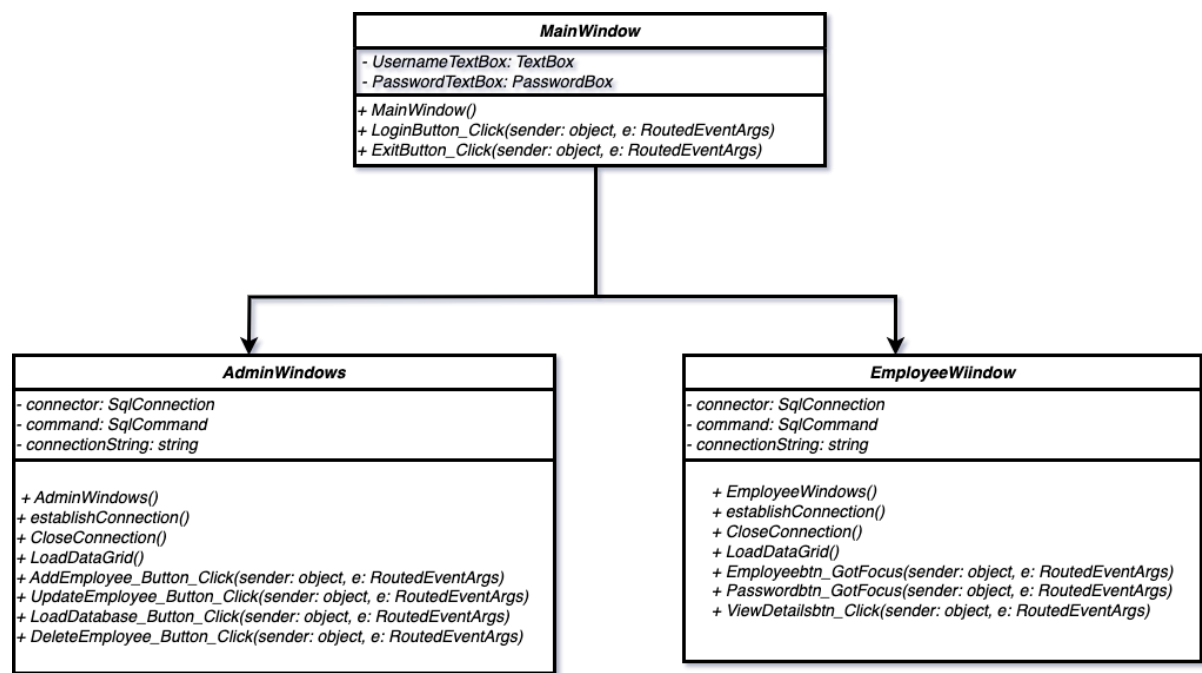 MainWindow
- UsernameTextBox: TextBox
- PasswordTextBox: PasswordBox
+ MainWindow()
+ LoginButton_Click(sender: object, e: RoutedEventArgs)
+ ExitButton_Click(sender: object, e: RoutedEventArgs)
AdminWindows
- connector: SqlConnection
- command: SqlCommand
- connectionString: string
+ AdminWindows()
+ establishConnection()
+ CloseConnection()
+ LoadDataGrid()
+ AddEmployee_Button_Click(sender: object, e: RoutedEventArgs)
+ UpdateEmployee_Button_Click(sender: object, e: RoutedEventArgs)
+ LoadDatabase_Button_Click(sender: object, e: RoutedEventArgs)
+ DeleteEmployee_Button_Click(sender: object, e: RoutedEventArgs)
EmployeeWiindow
- connector: SqlConnection
- command: SqlCommand
- connectionString: string
+ EmployeeWindows()
+ establishConnection()
+ CloseConnection()
+ LoadDataGrid()
+ Employeebtn_GotFocus(sender: object, e: RoutedEventArgs)
+ Passwordbtn_GotFocus(sender: object, e: RoutedEventArgs)
+ ViewDetailsbtn_Click(sender: object, e: RoutedEventArgs)